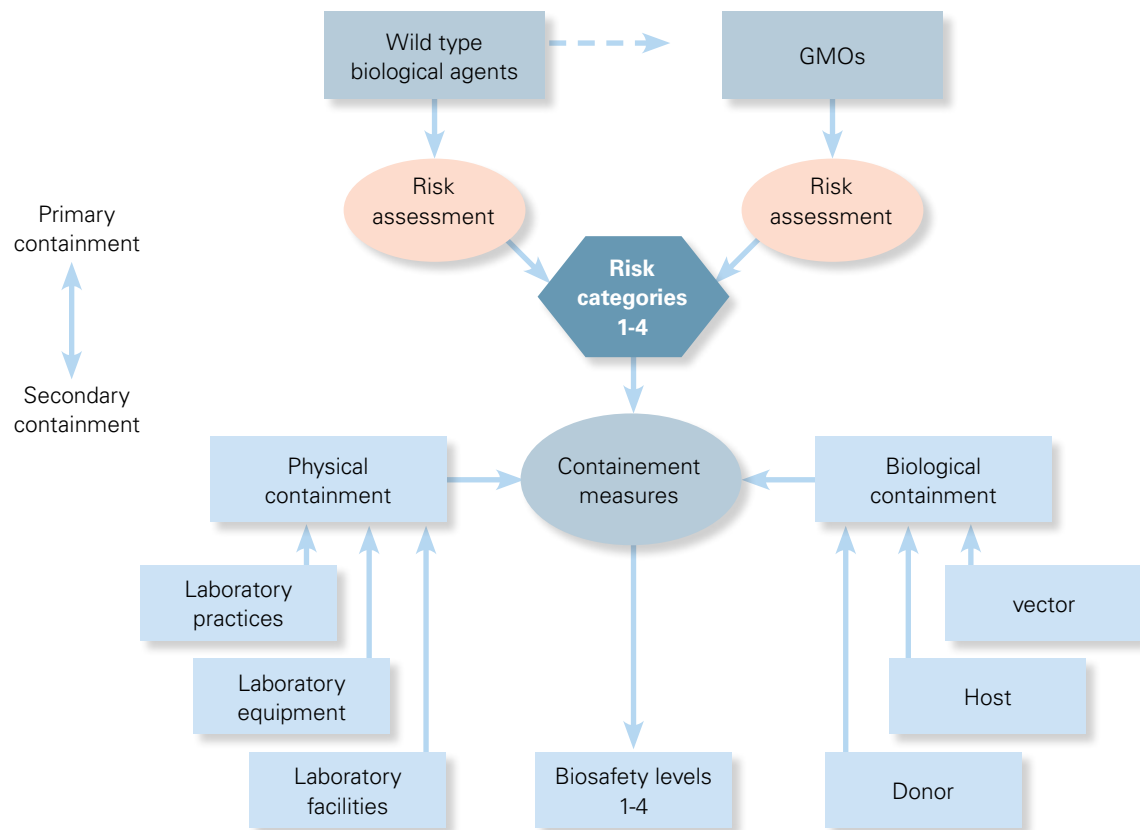 Wild type
biological agents
GMOs
Risk
assessment
Risk
assessment
Primary
containment
Risk
categories
1-4
Secondary
containment
Physical
containment
Containement
measures
Biological
containment
Laboratory
practices
vector
Laboratory
equipment
Host
Laboratory
facilities
Biosafety levels
1-4
Donor